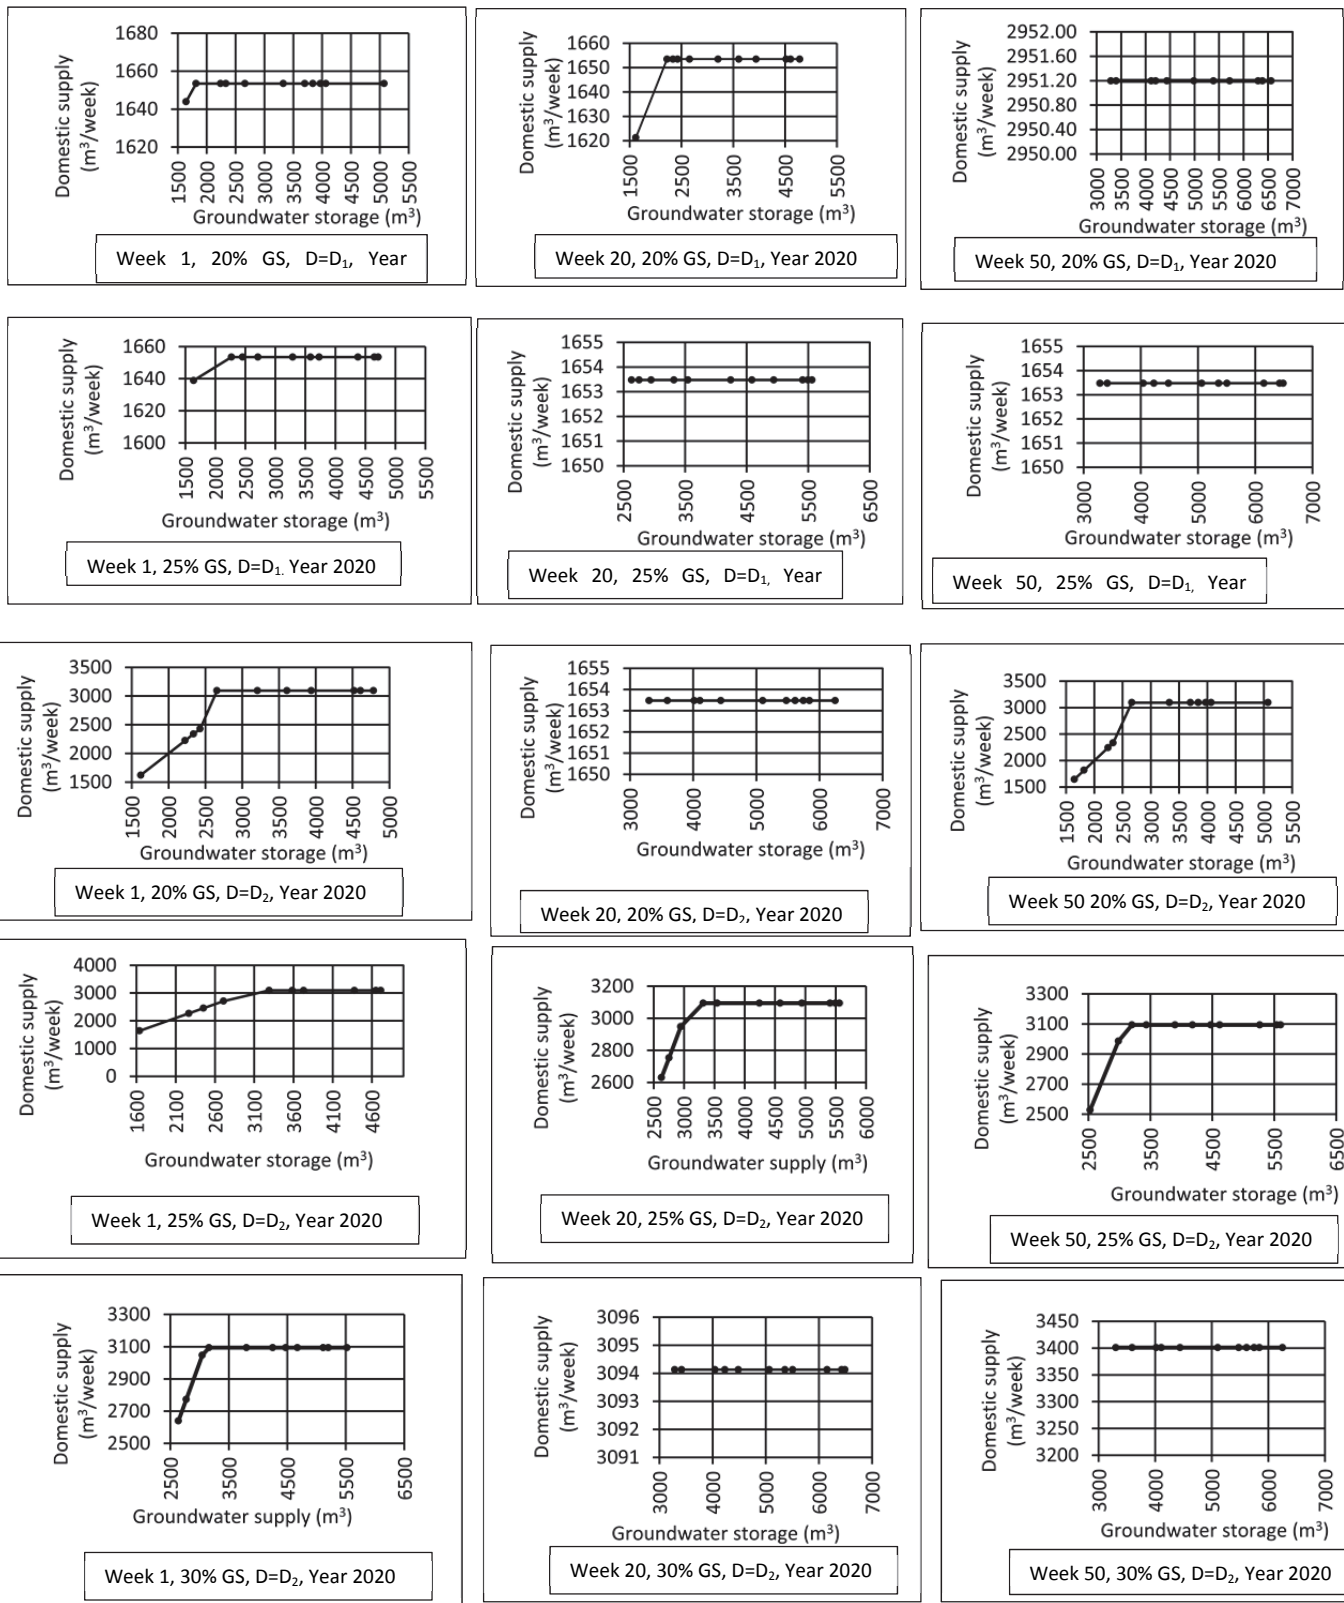 1680
1660
1640
1620
Domestic supply
(m³/week)
1500 2000 2500 3000 3500 4000 4500 5000 5500
Groundwater storage (m³)
Week 1, 20% GS, D=D₁, Year
1660
1650
1640
1630
1620
Domestic supply
(m³/week)
1500 2500 3500 4500 5500
Groundwater storage (m³)
Week 20, 20% GS, D=D₁, Year 2020
2952.00
2951.60
2951.20
2950.80
2950.40
2950.00
Domestic supply
(m³/week)
3000 3500 4000 4500 5000 5500 6000 6500 7000
Groundwater storage (m³)
Week 50, 20% GS, D=D₁, Year 2020
1660
1640
1620
1600
Domestic supply
(m³/week)
1500 2000 2500 3000 3500 4000 4500 5000 5500
Groundwater storage (m³)
Week 1, 25% GS, D=D₁. Year 2020
1655
1654
1653
1652
1651
1650
Domestic supply
(m³/week)
2500 3500 4500 5500 6500
Groundwater storage (m³)
Week 20, 25% GS, D=D₁, Year
1655
1654
1653
1652
1651
1650
Domestic supply
(m³/week)
3000 4000 5000 6000 7000
Groundwater storage (m³)
Week 50, 25% GS, D=D₁, Year
3500
3000
2500
2000
1500
Domestic supply
(m³/week)
1500 2000 2500 3000 3500 4000 4500 5000
Groundwater storage (m³)
Week 1, 20% GS, D=D₂, Year 2020
1655
1654
1653
1652
1651
1650
Domestic supply
(m³/week)
3000 4000 5000 6000 7000
Groundwater storage (m³)
Week 20, 20% GS, D=D₂, Year 2020
3500
3000
2500
2000
1500
Domestic supply
(m³/week)
1500 2000 2500 3000 3500 4000 4500 5000 5500
Groundwater storage (m³)
Week 50 20% GS, D=D₂, Year 2020
4000
3000
2000
1000
0
Domestic supply
(m³/week)
1600 2100 2600 3100 3600 4100 4600
Groundwater storage (m³)
Week 1, 25% GS, D=D₂, Year 2020
3200
3000
2800
2600
Domestic supply
(m³/week)
2500 3000 3500 4000 4500 5000 5500 6000
Groundwater supply (m³)
Week 20, 25% GS, D=D₂, Year 2020
3300
3100
2900
2700
2500
Domestic supply
(m³/week)
2500 3500 4500 5500 6500
Groundwater storage (m³)
Week 50, 25% GS, D=D₂, Year 2020
3300
3100
2900
2700
2500
Domestic supply
(m³/week)
2500 3500 4500 5500 6500
Groundwater supply (m³)
Week 1, 30% GS, D=D₂, Year 2020
3096
3095
3094
3093
3092
3091
Domestic supply
(m³/week)
3000 4000 5000 6000 7000
Groundwater storage (m³)
Week 20, 30% GS, D=D₂, Year 2020
3450
3400
3350
3300
3250
3200
Domestic supply
(m³/week)
3000 4000 5000 6000 7000
Groundwater storage (m³)
Week 50, 30% GS, D=D₂, Year 2020